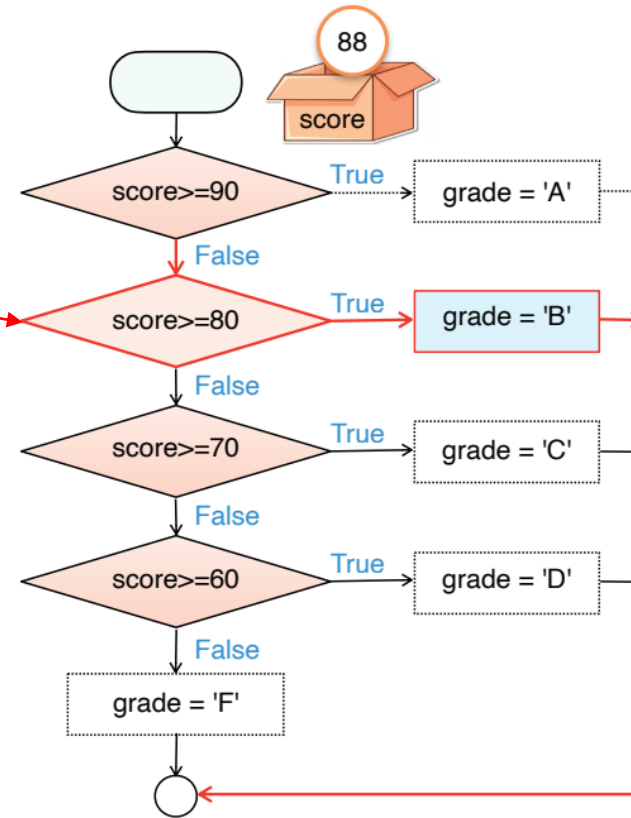 88
score
score>=90
True
grade = 'A'
False
score>=80
True
grade = 'B'
False
score>=70
True
grade = 'C'
False
score>=60
True
grade = 'D'
False
grade = 'F'